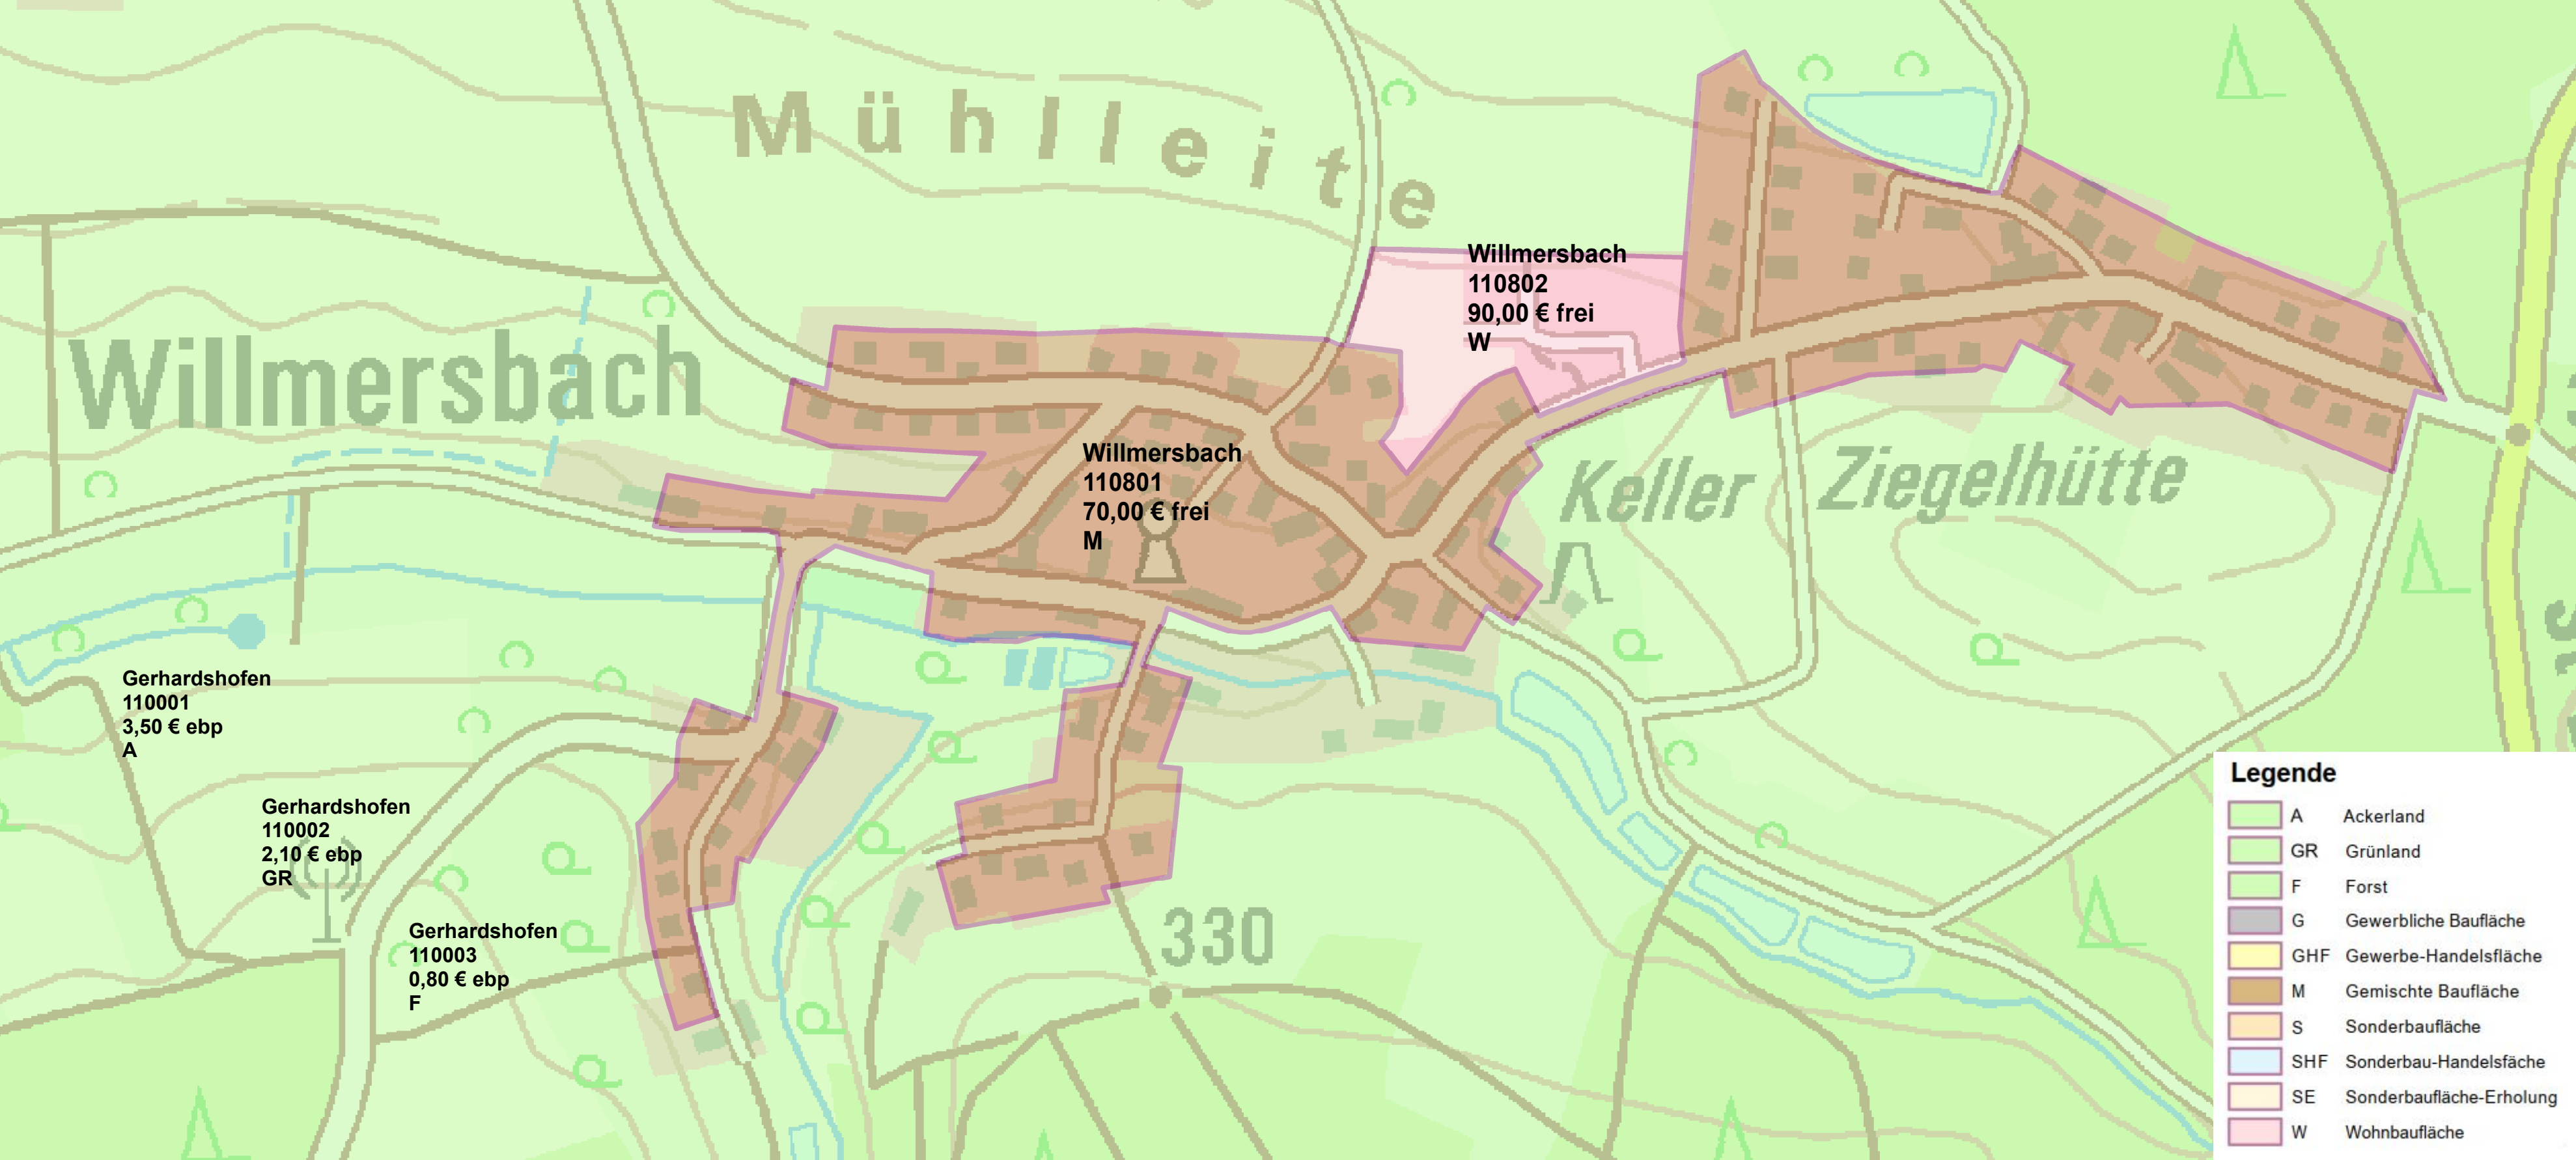 Mühlleite
Willmersbach
110802
90,00 € frei
W
Willmersbach
Willmersbach
110801
70,00 € frei
M
Keller
Ziegelhütte
Gerhardshofen
110001
3,50 € ebp
A
Gerhardshofen
110002
2,10 € ebp
GR
Gerhardshofen
110003
0,80 € ebp
F
330
Legende
A Ackerland
GR Grünland
F Forst
G Gewerbliche Baufläche
GHF Gewerbe-Handelsfläche
M Gemischte Baufläche
S Sonderbaufläche
SHF Sonderbau-Handelsfäche
SE Sonderbaufläche-Erholung
W Wohnbaufläche